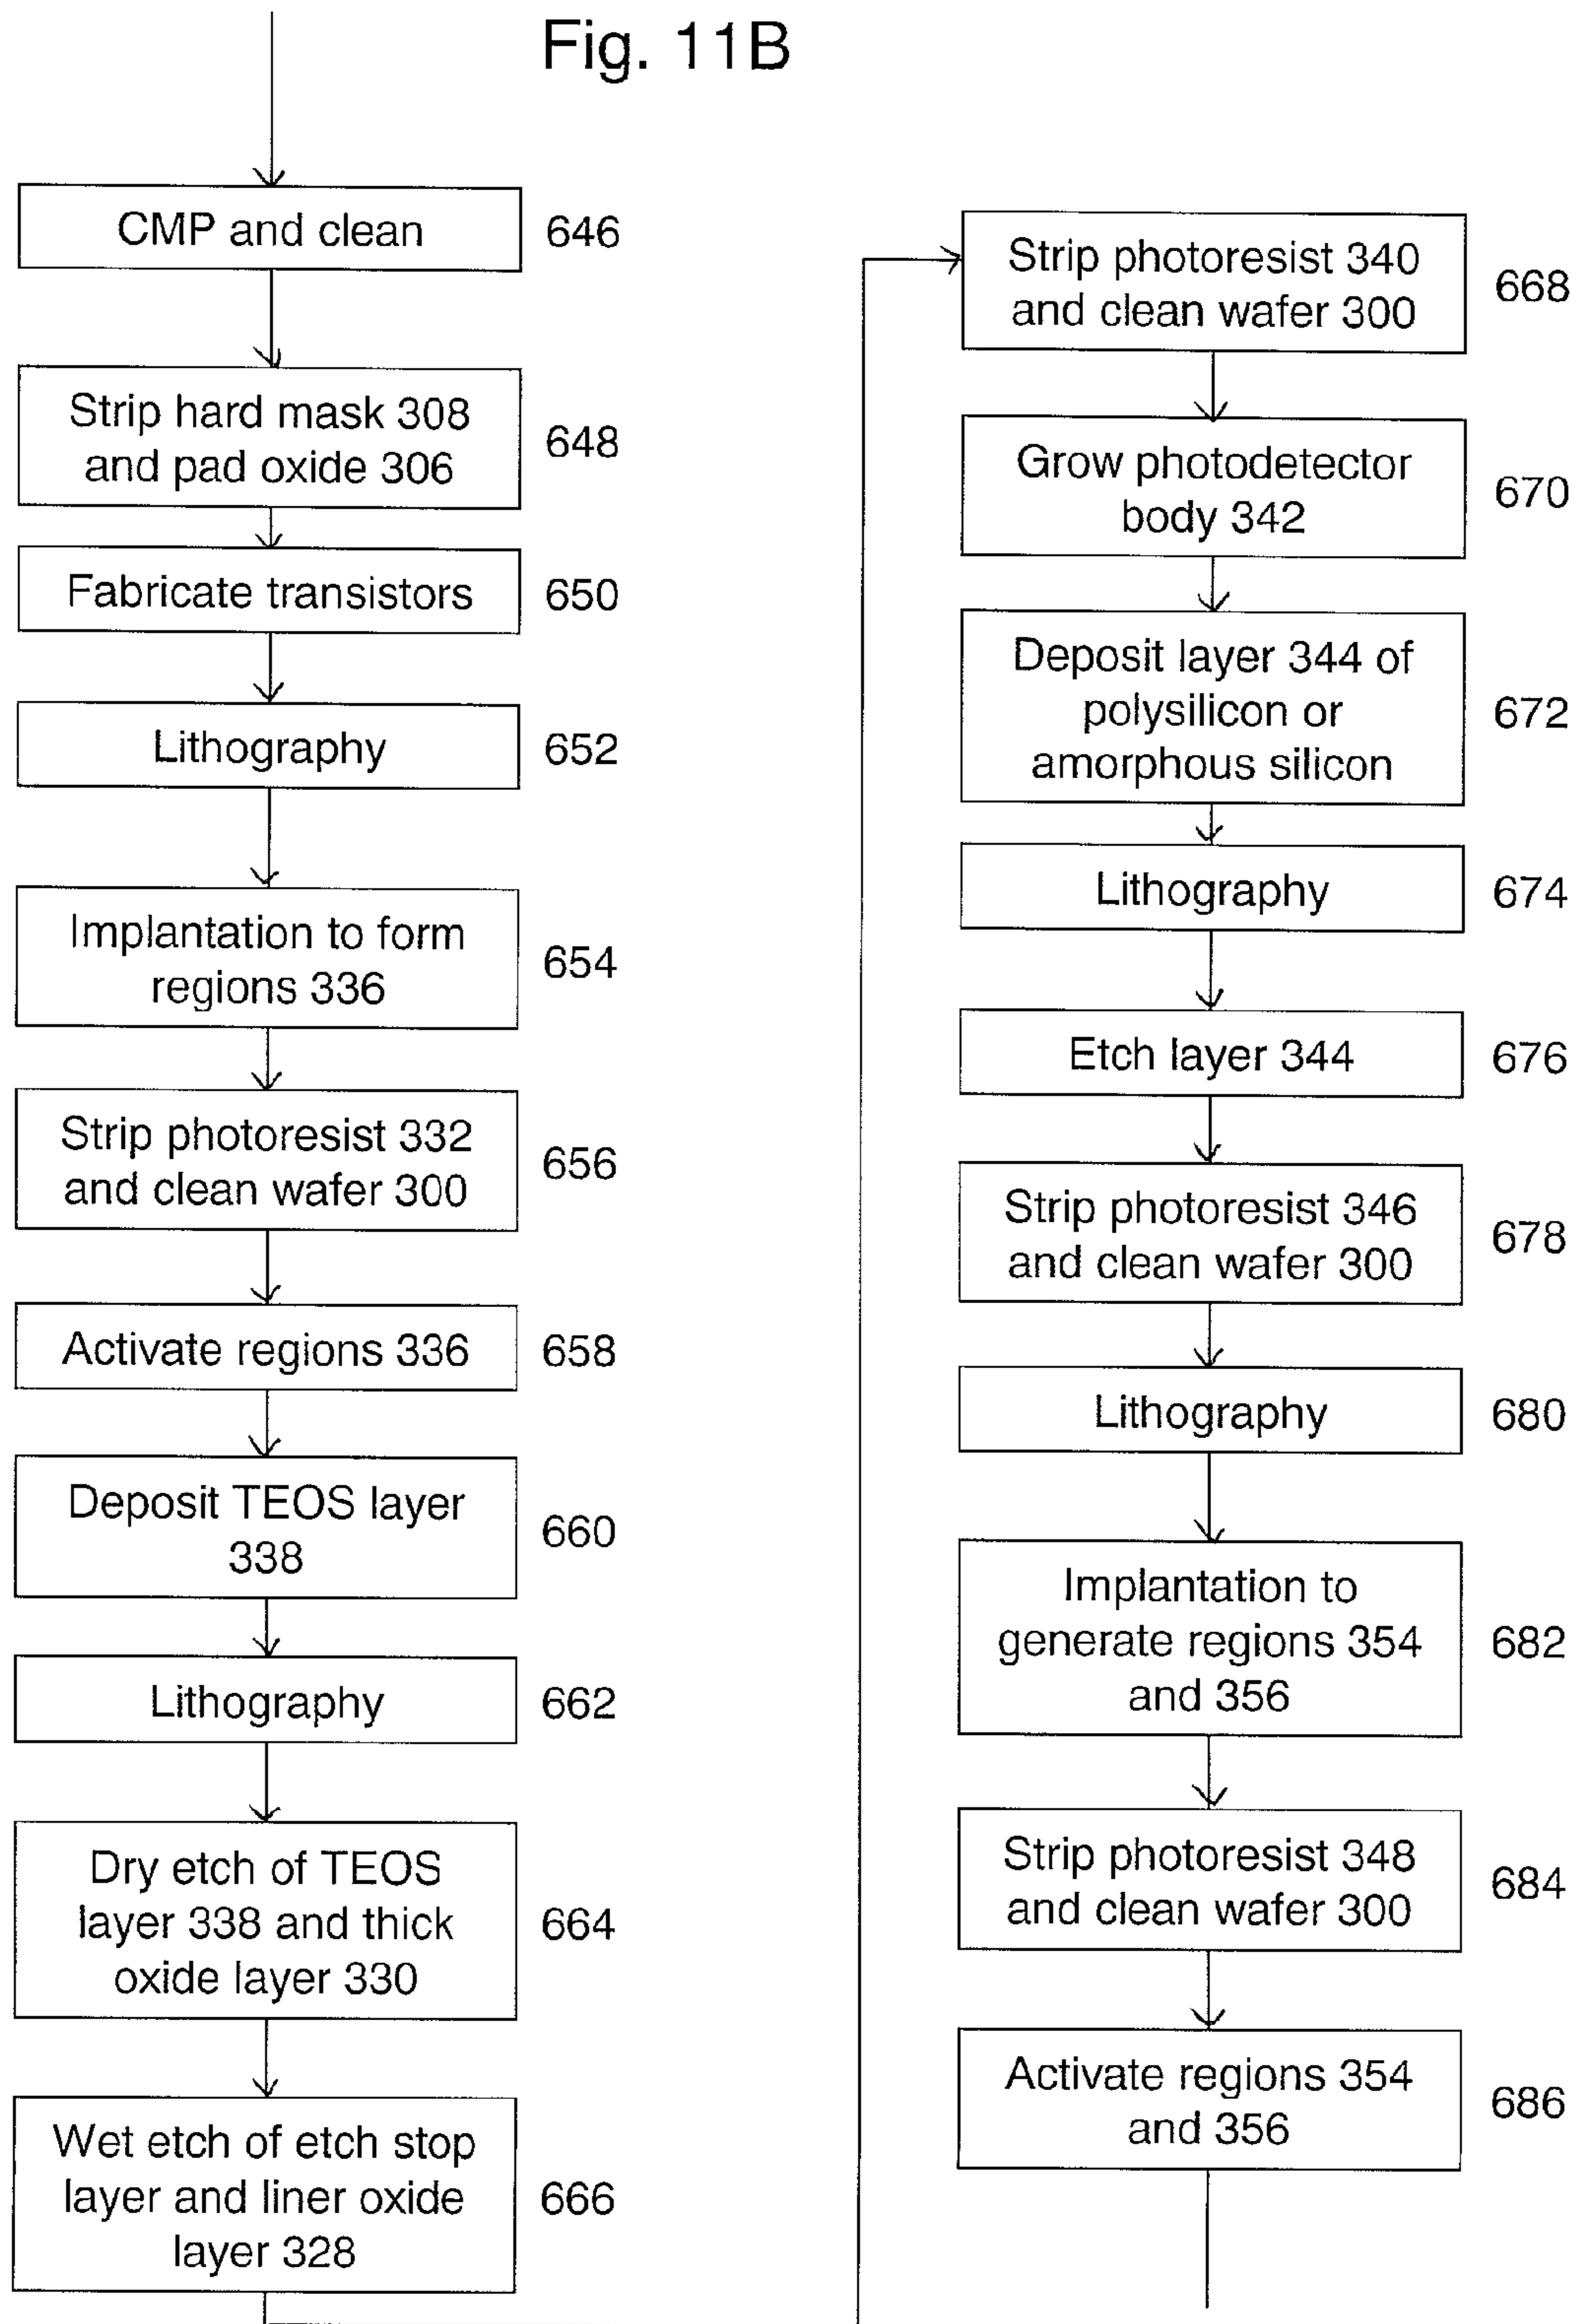 Fig. 11B
CMP and clean
646
Strip hard mask 308
and pad oxide 306
648
Fabricate transistors
650
Lithography
652
Implantation to form
regions 336
654
Strip photoresist 332
and clean wafer 300
656
Activate regions 336
658
Deposit TEOS layer
338
660
Lithography
662
Dry etch of TEOS
layer 338 and thick
oxide layer 330
664
Wet etch of etch stop
layer and liner oxide
layer 328
666
Strip photoresist 340
and clean wafer 300
668
Grow photodetector
body 342
670
Deposit layer 344 of
polysilicon or
amorphous silicon
672
Lithography
674
Etch layer 344
676
Strip photoresist 346
and clean wafer 300
678
Lithography
680
Implantation to
generate regions 354
and 356
682
Strip photoresist 348
and clean wafer 300
684
Activate regions 354
and 356
686